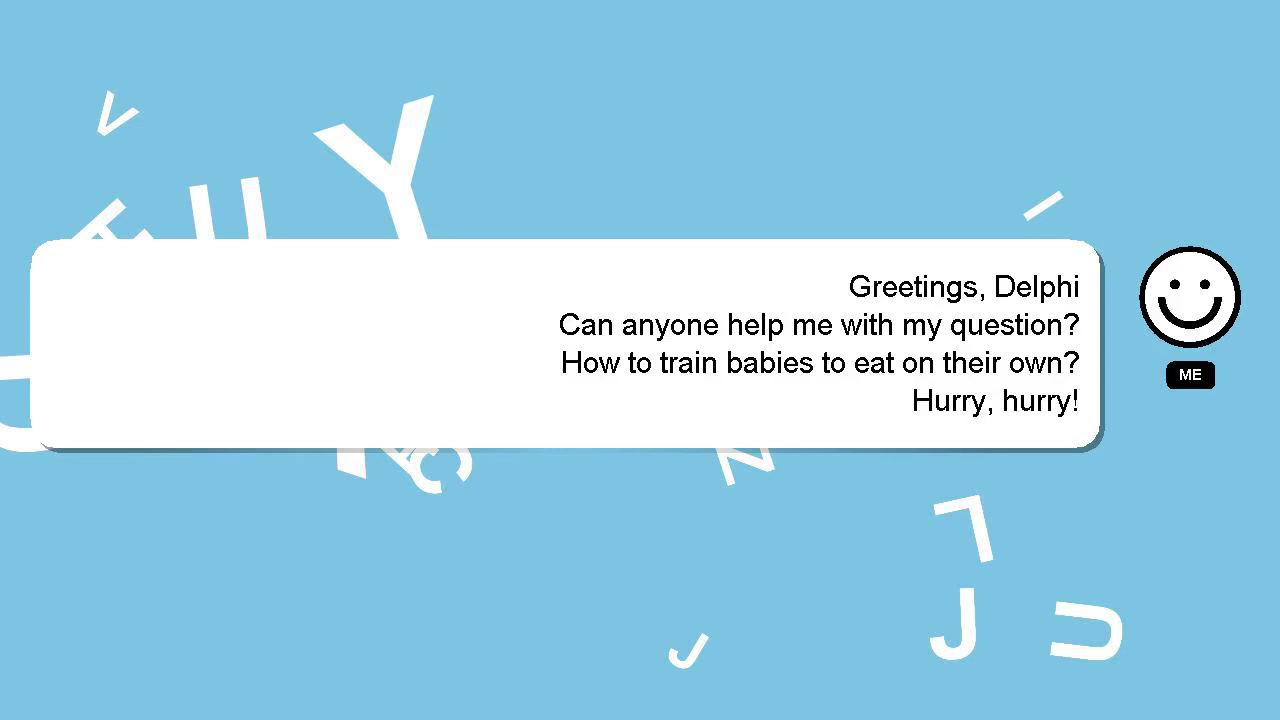 Greetings, Delphi
Can anyone help me with my question?
How to train babies to eat on their own?
Hurry, hurry!
ME
V
U
Y
I
N
L
J
U
J